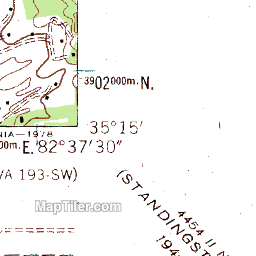 3902000m. N.
NIA—1978
35°15'
00m. E. 82°37'30"
VA 193-SW)
MapTiler.com
(STANDINGST
4454 II N
194